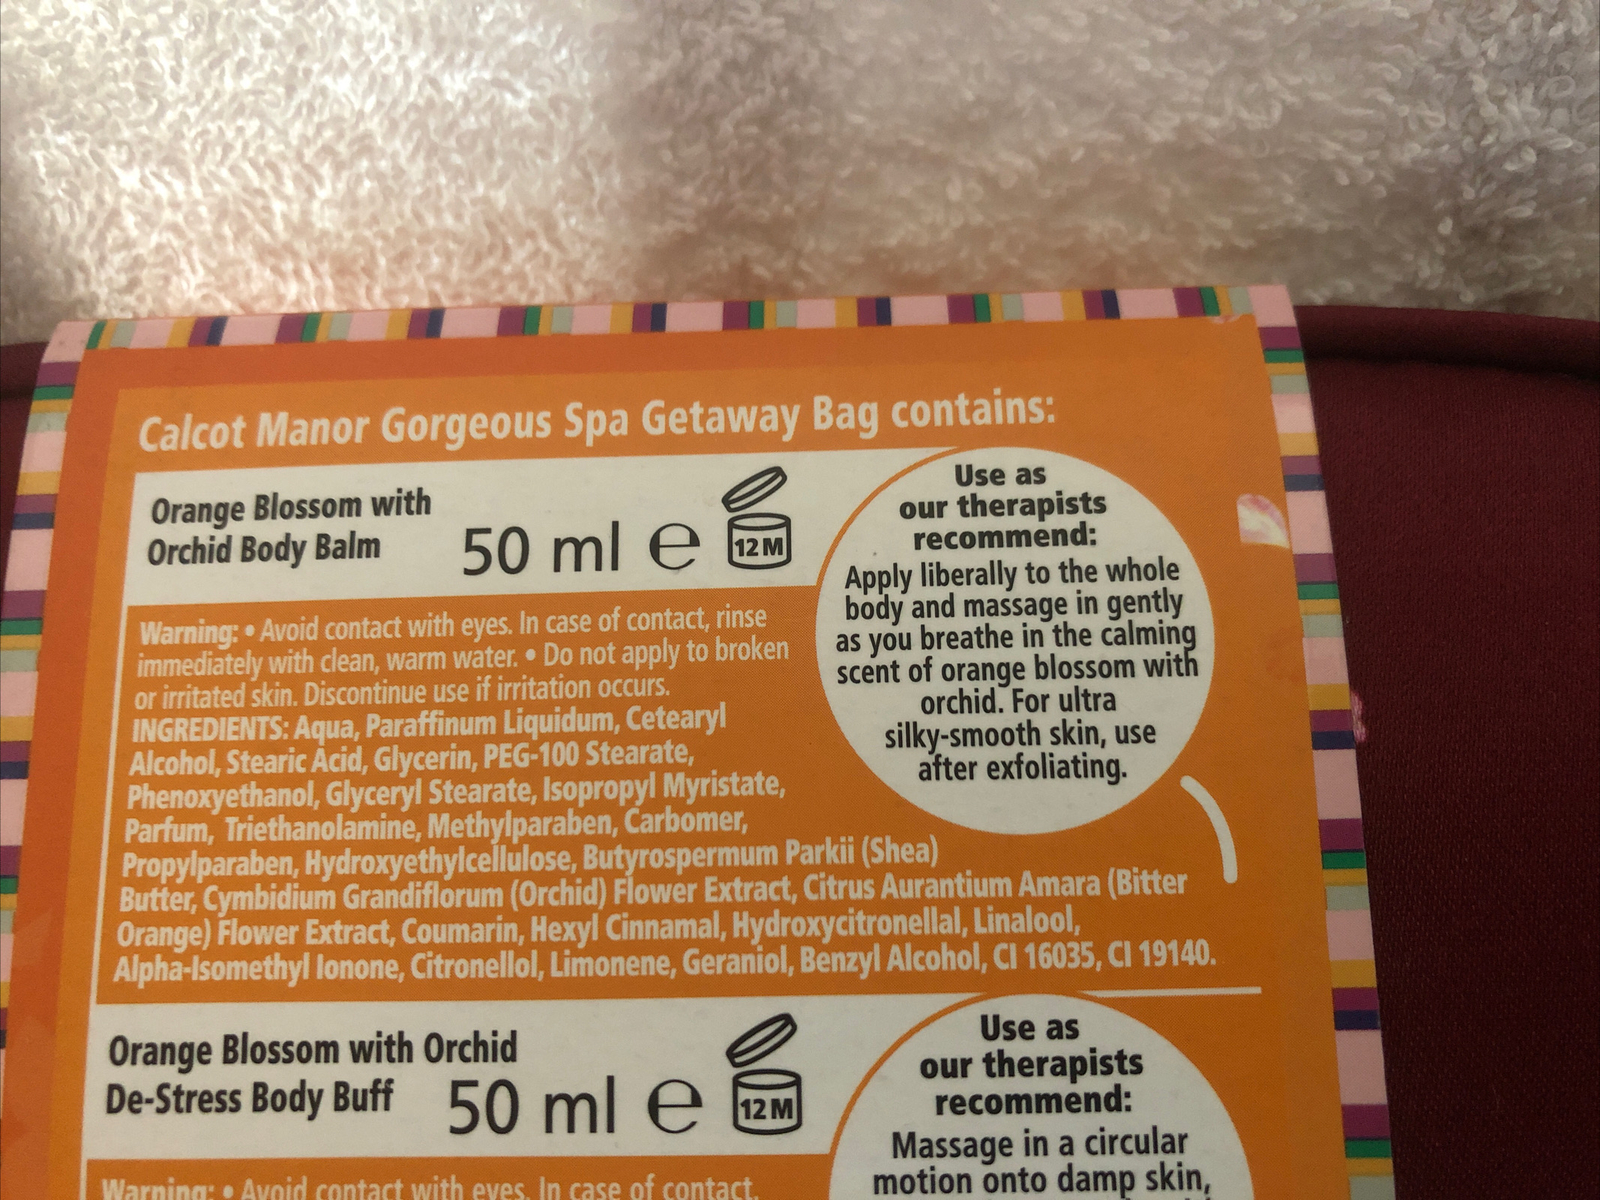 Calcot Manor Gorgeous Spa Getaway Bag contains:
Orange Blossom with
Orchid Body Balm
50 ml e
12 M
Use as
our therapists
recommend:
Apply liberally to the whole
body and massage in gently
as you breathe in the calming
scent of orange blossom with
orchid. For ultra
silky-smooth skin, use
after exfoliating.
Warning: • Avoid contact with eyes. In case of contact, rinse
immediately with clean, warm water. • Do not apply to broken
or irritated skin. Discontinue use if irritation occurs.
INGREDIENTS: Aqua, Paraffinum Liquidum, Cetearyl
Alcohol, Stearic Acid, Glycerin, PEG-100 Stearate,
Phenoxyethanol, Glyceryl Stearate, Isopropyl Myristate,
Parfum, Triethanolamine, Methylparaben, Carbomer,
Propylparaben, Hydroxyethylcellulose, Butyrospermum Parkii (Shea)
Butter, Cymbidium Grandiflorum (Orchid) Flower Extract, Citrus Aurantium Amara (Bitter
Orange) Flower Extract, Coumarin, Hexyl Cinnamal, Hydroxycitronellal, Linalool,
Alpha-Isomethyl Ionone, Citronellol, Limonene, Geraniol, Benzyl Alcohol, CI 16035, CI 19140.
Orange Blossom with Orchid
De-Stress Body Buff
50 ml e
12 M
Use as
our therapists
recommend:
Massage in a circular
motion onto damp skin,
Warning: • Avoid contact with eyes. In case of contact,